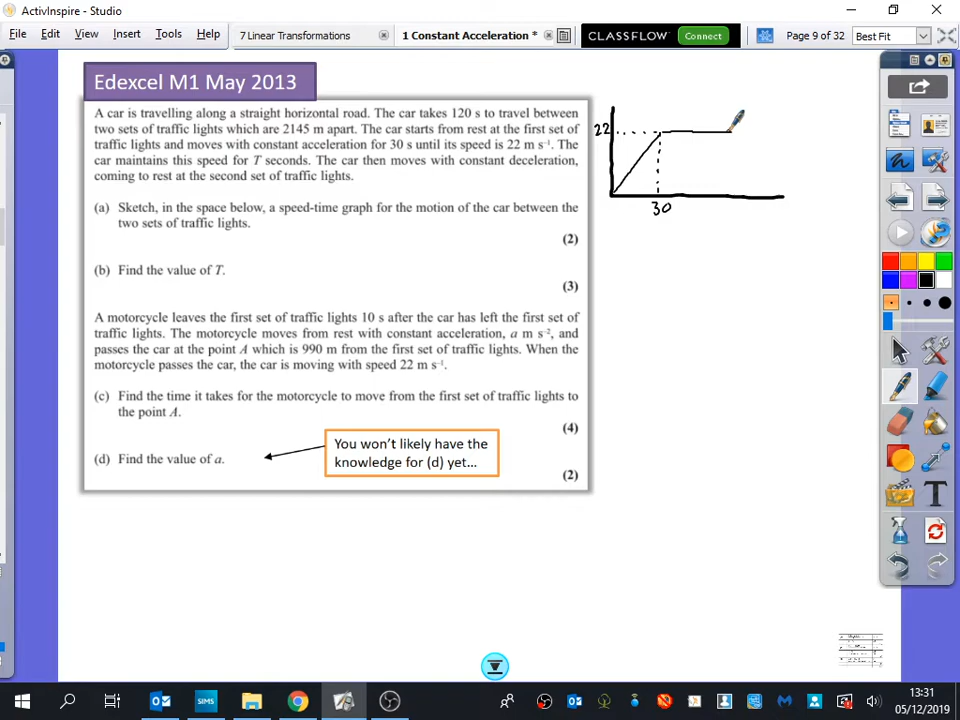 ActivInspire - Studio
File Edit View Insert Tools Help
7 Linear Transformations
1 Constant Acceleration *
CLASSFLOW Connect
Page 9 of 32
Best Fit
Edexcel M1 May 2013
A car is travelling along a straight horizontal road. The car takes 120 s to travel between
two sets of traffic lights which are 2145 m apart. The car starts from rest at the first set of
traffic lights and moves with constant acceleration for 30 s until its speed is 22 m s⁻¹. The
car maintains this speed for T seconds. The car then moves with constant deceleration,
coming to rest at the second set of traffic lights.
(a) Sketch, in the space below, a speed-time graph for the motion of the car between the
two sets of traffic lights.
(2)
(b) Find the value of T.
(3)
A motorcycle leaves the first set of traffic lights 10 s after the car has left the first set of
traffic lights. The motorcycle moves from rest with constant acceleration, a m s⁻², and
passes the car at the point A which is 990 m from the first set of traffic lights. When the
motorcycle passes the car, the car is moving with speed 22 m s⁻¹.
(c) Find the time it takes for the motorcycle to move from the first set of traffic lights to
the point A.
(4)
(d) Find the value of a.
(2)
You won't likely have the
knowledge for (d) yet...
22
30
T
SIMS
13:31
05/12/2019